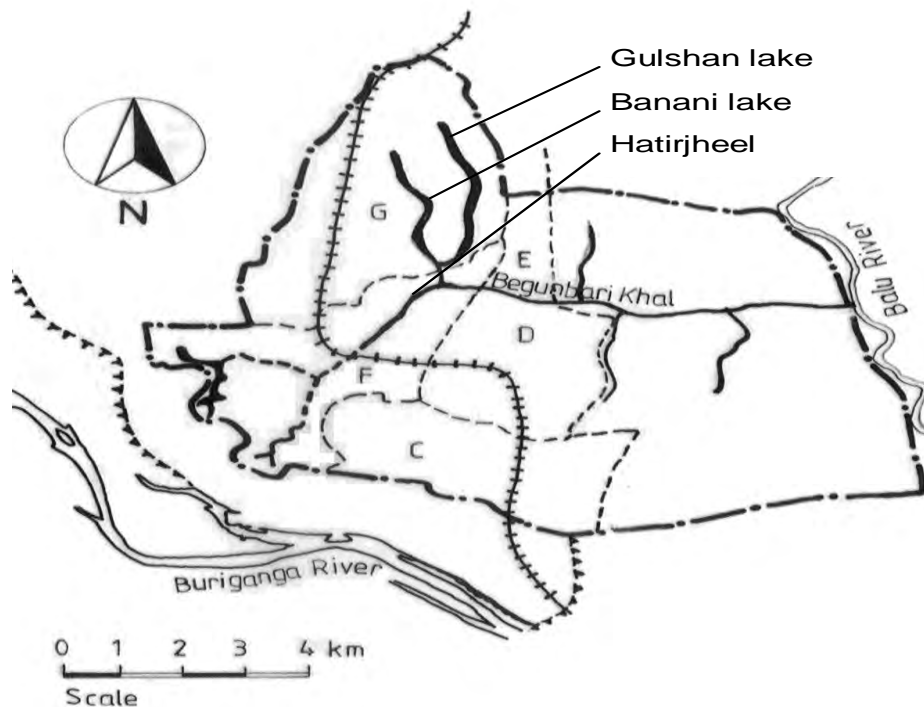 Gulshan lake
Banani lake
Hatirjheel
N
G
E
Begunbari Khal
Balu River
D
F
C
Buriganga River
0 1 2 3 4 km
Scale